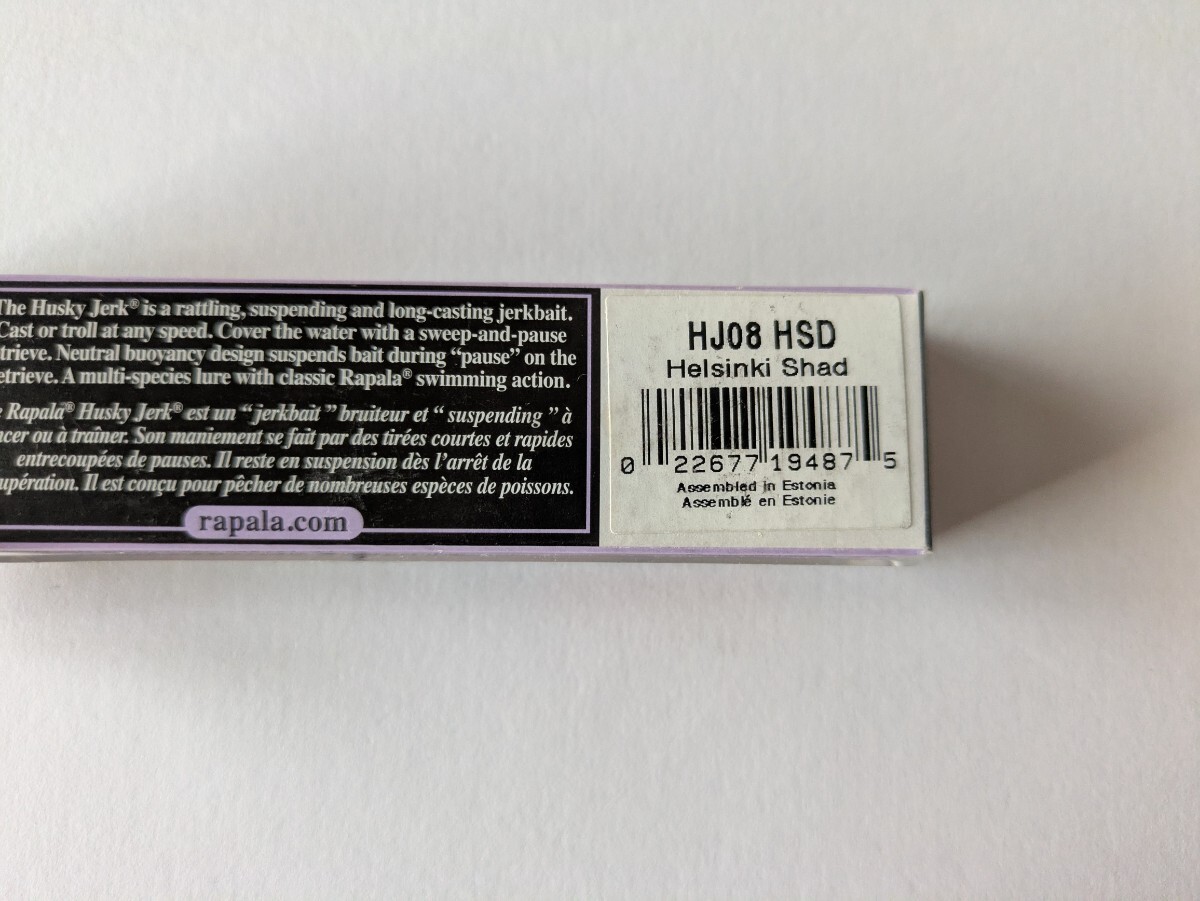 The Husky Jerk® is a rattling, suspending and long-casting jerkbait.
Cast or troll at any speed. Cover the water with a sweep-and-pause
trieve. Neutral buoyancy design suspends bait during “pause” on the
etrieve. A multi-species lure with classic Rapala® swimming action.
Rapala® Husky Jerk® est un “jerkbait” bruiteur et “suspending” à
ncer ou à traîner. Son maniement se fait par des tirées courtes et rapides
entrecoupées de pauses. Il reste en suspension dès l’arrêt de la
upération. Il est conçu pour pêcher de nombreuses espèces de poissons.
rapala.com
HJ08 HSD
Helsinki Shad
0 22677 19487 5
Assembled in Estonia
Assemblé en Estonie